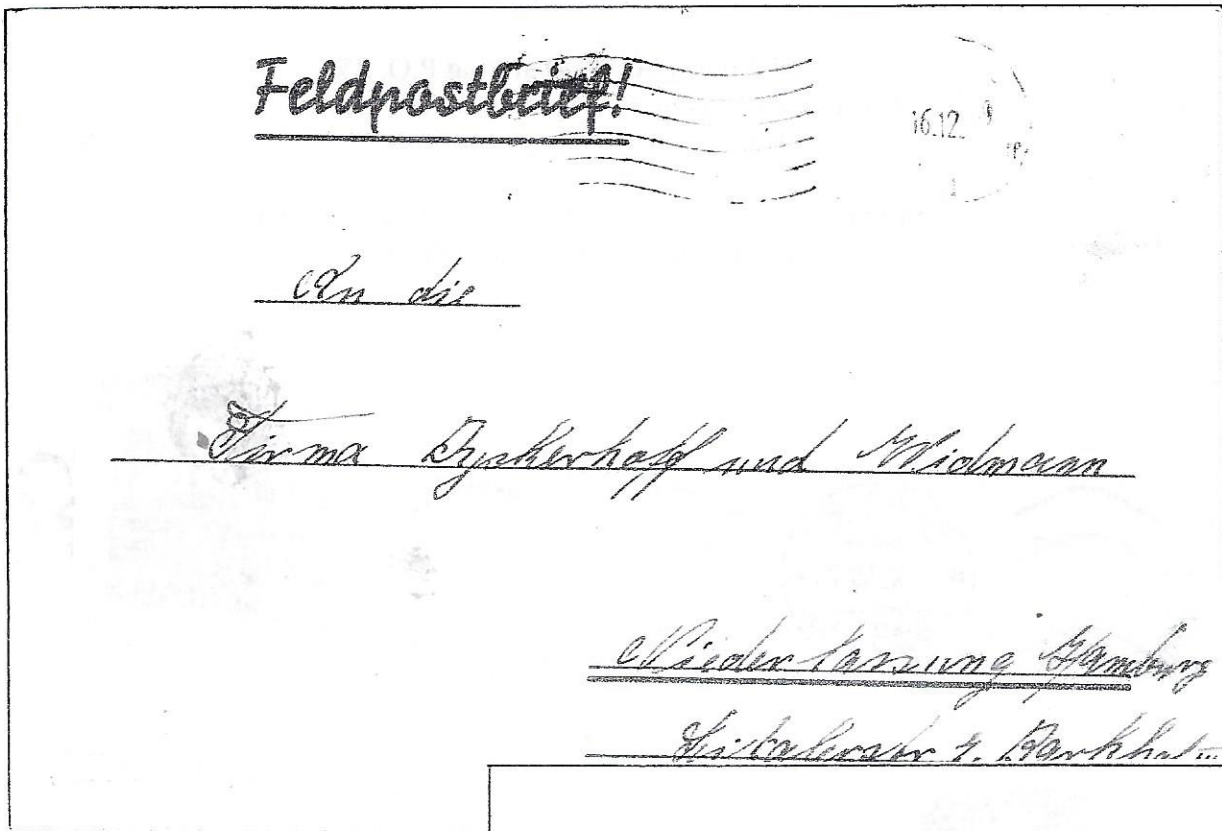 Feldpostbrief!
16.12.
An die
Firma Dyckerhoff und Widmann
Niederlassung Hamburg